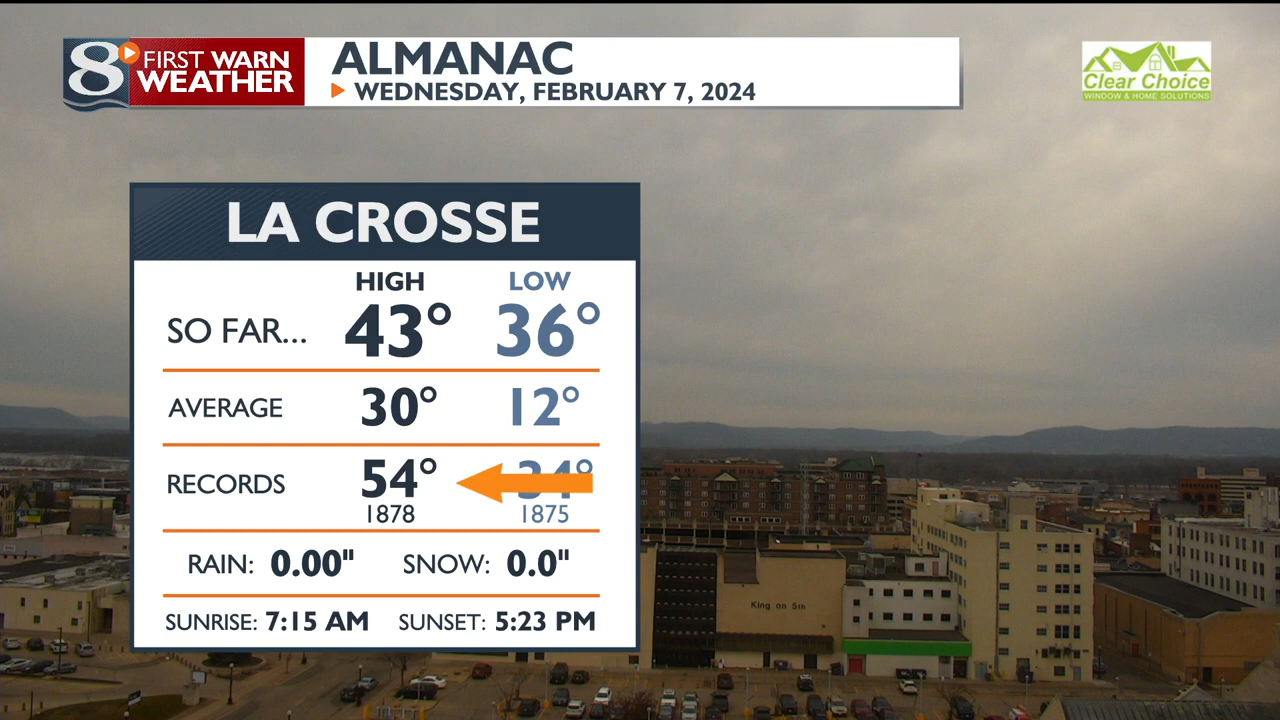 8 FIRST WARN
WEATHER
ALMANAC
WEDNESDAY, FEBRUARY 7, 2024
Clear Choice
WINDOW & HOME SOLUTIONS
LA CROSSE
HIGH LOW
SO FAR... 43° 36°
AVERAGE 30° 12°
RECORDS 54°
1878 1875
RAIN: 0.00" SNOW: 0.0"
SUNRISE: 7:15 AM SUNSET: 5:23 PM
King on 5th